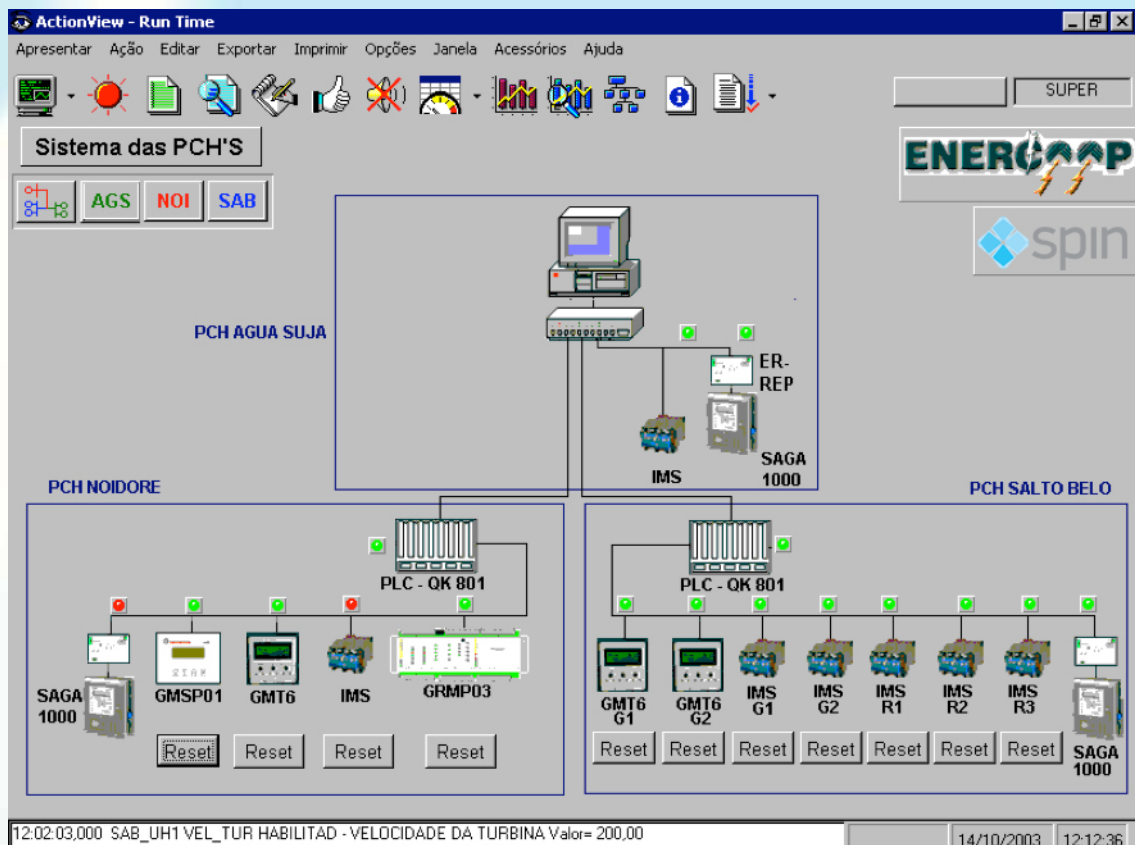 ActionView - Run Time
Apresentar Ação Editar Exportar Imprimir Opções Janela Acessórios Ajuda
SUPER
Sistema das PCH'S
ENERCOOP
AGS NOI SAB
spin
PCH AGUA SUJA
ER-
REP
IMS
SAGA
1000
PCH NOIDORE
PLC - QK 801
SAGA
1000
GMSP01
GMT6
IMS
GRMP03
Reset Reset Reset Reset
PCH SALTO BELO
PLC - QK 801
GMT6
G1
GMT6
G2
IMS
G1
IMS
G2
IMS
R1
IMS
R2
IMS
R3
SAGA
1000
Reset Reset Reset Reset Reset Reset Reset
12:02:03,000 SAB_UH1 VEL_TUR HABILITAD - VELOCIDADE DA TURBINA Valor= 200,00
14/10/2003 12:12:36